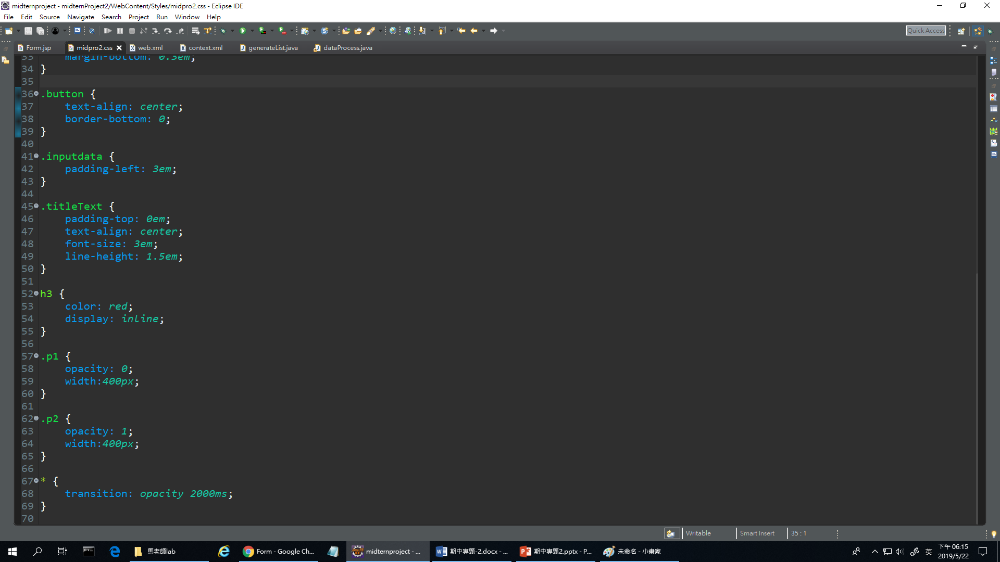 midternproject - midternProject2/WebContent/Styles/midpro2.css - Eclipse IDE
File Edit Source Navigate Search Project Run Window Help
Quick Access
Form.jsp midpro2.css web.xml context.xml generateList.java dataProcess.java
33     margin-bottom: 0.5em;
34 }
35
36 .button {
37     text-align: center;
38     border-bottom: 0;
39 }
40
41 .inputdata {
42     padding-left: 3em;
43 }
44
45 .titleText {
46     padding-top: 0em;
47     text-align: center;
48     font-size: 3em;
49     line-height: 1.5em;
50 }
51
52 h3 {
53     color: red;
54     display: inline;
55 }
56
57 .p1 {
58     opacity: 0;
59     width:400px;
60 }
61
62 .p2 {
63     opacity: 1;
64     width:400px;
65 }
66
67 * {
68     transition: opacity 2000ms;
69 }
70
Writable Smart Insert 35 : 1
馬老師lab Form - Google Ch... midternproject - ... 期中專題-2.docx - ... 期中專題2.pptx - P... 未命名 - 小畫家 英 下午 06:15
2019/5/22